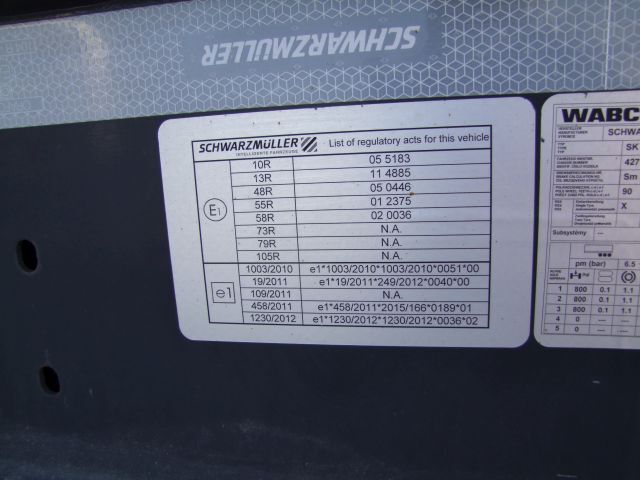 SCHWARZMÜLLER
SCHWARZMÜLLER
INTELLIGENTE FAHRZEUGE
- List of regulatory acts for this vehicle
E1
10R 05 5183
13R 11 4885
48R 05 0446
55R 01 2375
58R 02 0036
73R N.A.
79R N.A.
105R N.A.
e1
1003/2010 e1*1003/2010*1003/2010*0051*00
19/2011 e1*19/2011*249/2012*0040*00
109/2011 N.A.
458/2011 e1*458/2011*2015/166*0189*01
1230/2012 e1*1230/2012*1230/2012*0036*02
WABC
HERSTELLER
MANUFACTURER SCHWA
TYP
TYPE SK
TYP
427
Sm
90
X
Subsystémy —
pm (bar) 6.5
1 800 0.1 1.1
2 800 0.1 1.1
3 800 0.1 1.1
4 0 — —
5 0 — —